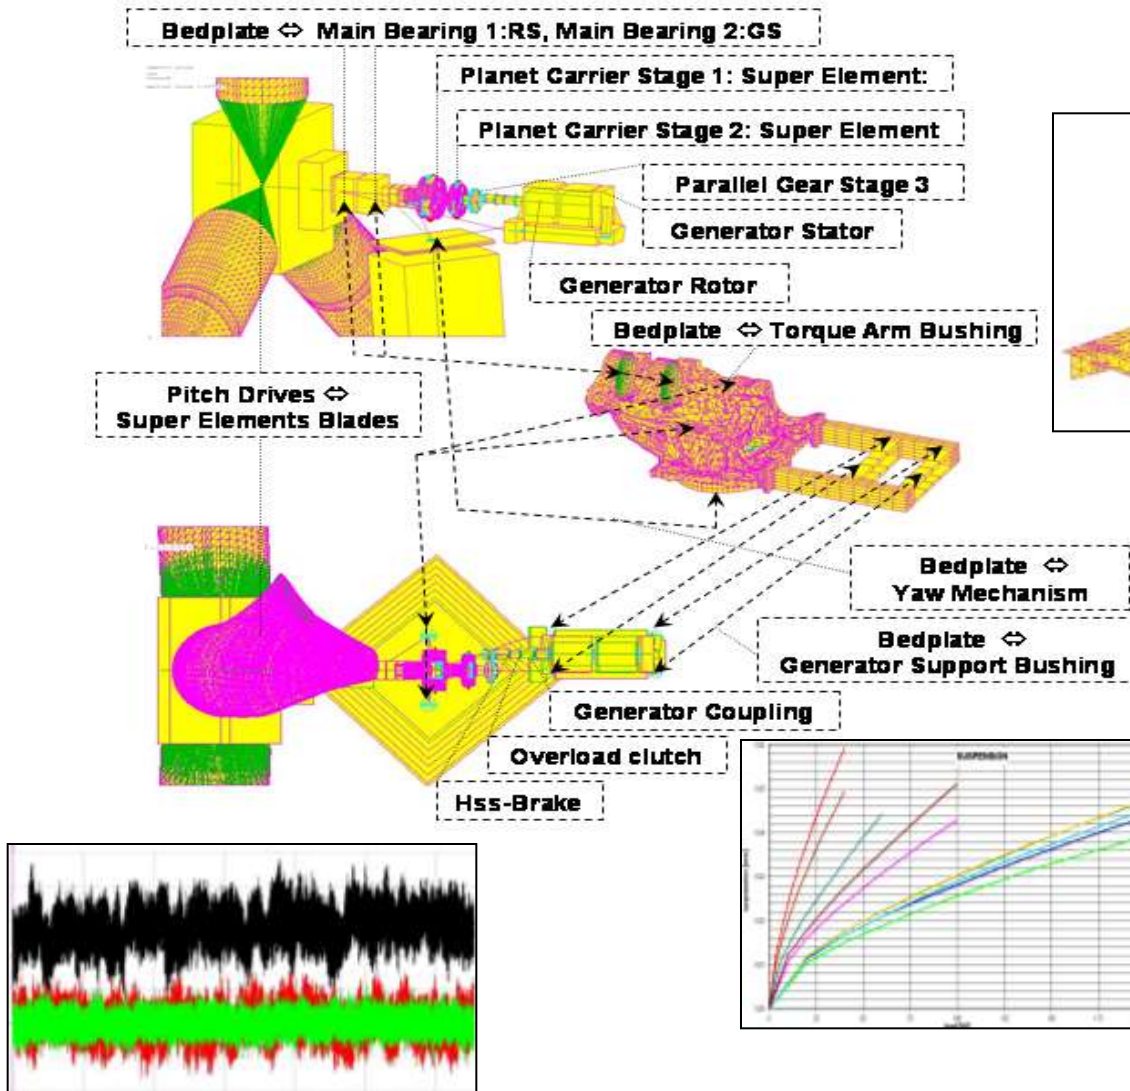 Bedplate ⇔ Main Bearing 1:RS, Main Bearing 2:GS
Planet Carrier Stage 1: Super Element:
Planet Carrier Stage 2: Super Element
Parallel Gear Stage 3
Generator Stator
Generator Rotor
Bedplate ⇔ Torque Arm Bushing
Pitch Drives ⇔
Super Elements Blades
Bedplate ⇔
Yaw Mechanism
Bedplate ⇔
Generator Support Bushing
Generator Coupling
Overload clutch
Hss-Brake
SUSPENSION